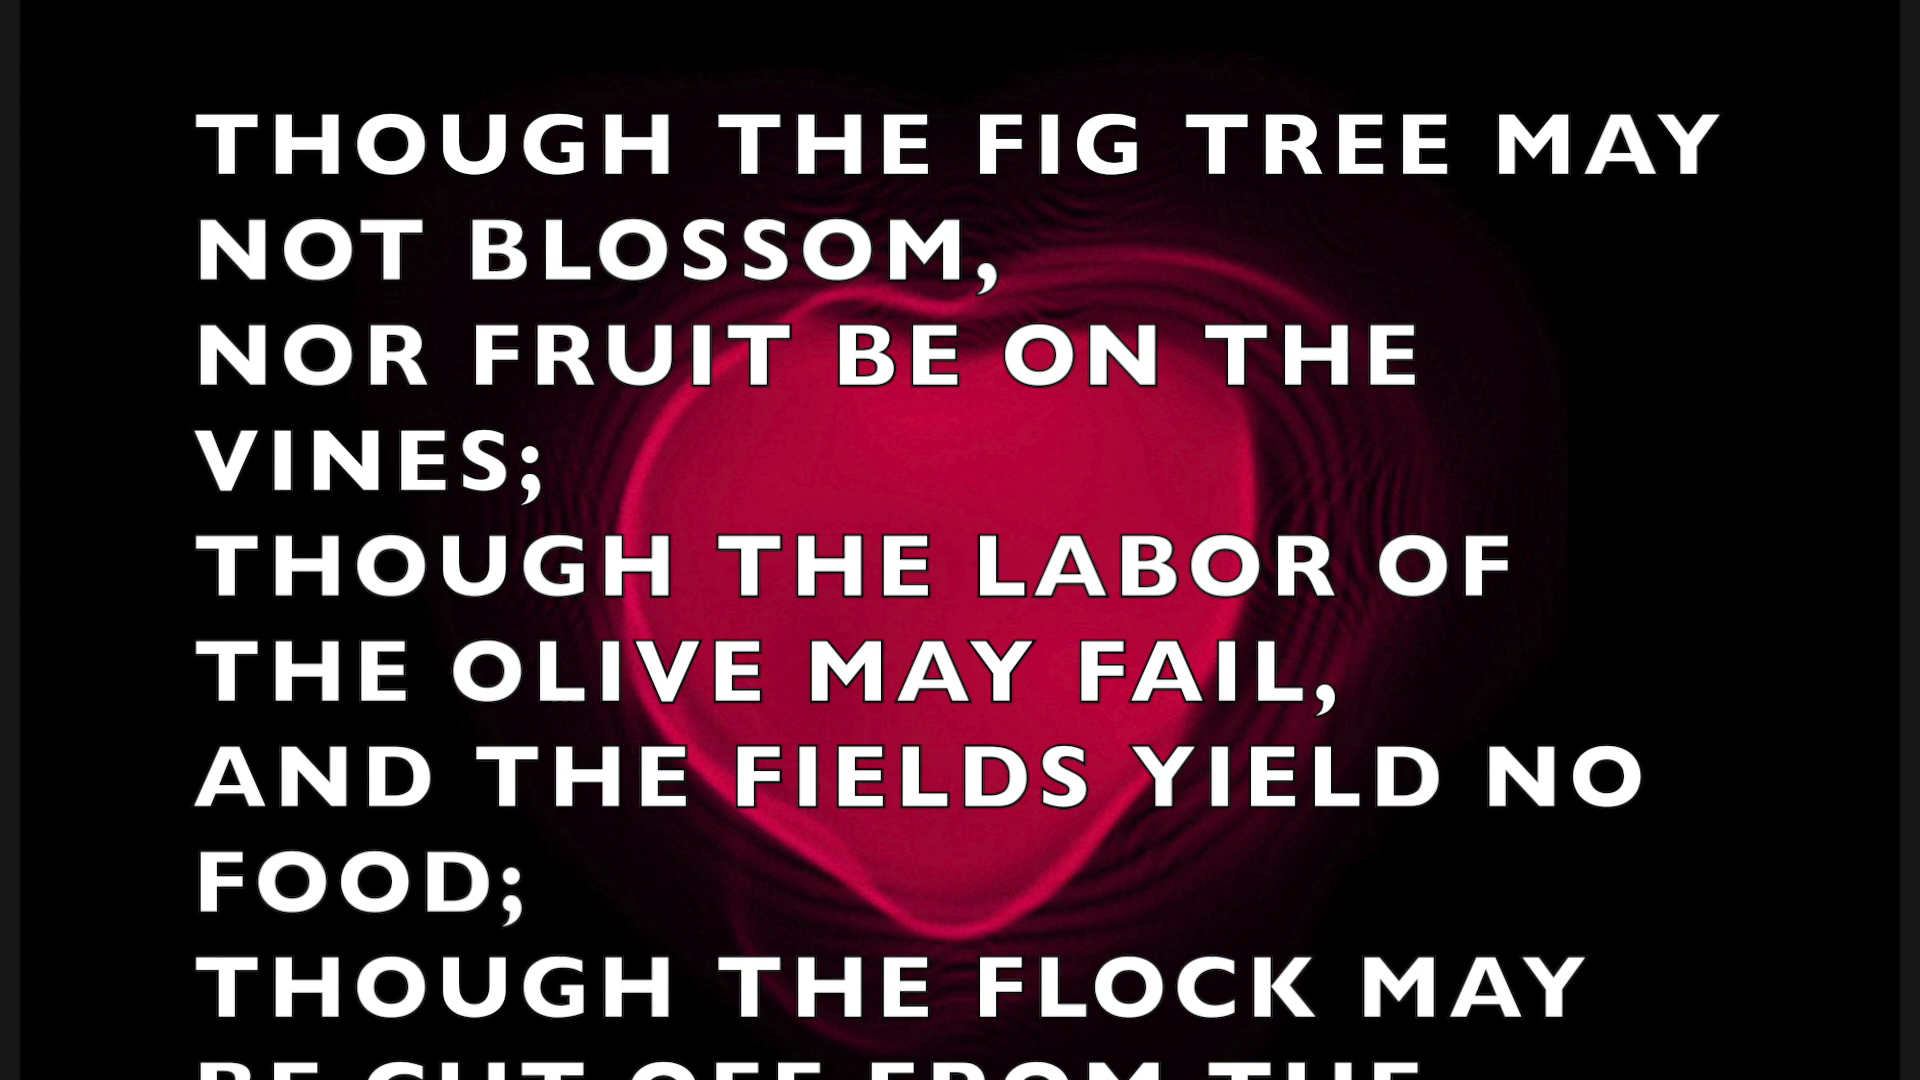 THOUGH THE FIG TREE MAY
NOT BLOSSOM,
NOR FRUIT BE ON THE
VINES;
THOUGH THE LABOR OF
THE OLIVE MAY FAIL,
AND THE FIELDS YIELD NO
FOOD;
THOUGH THE FLOCK MAY
BE CUT OFF FROM THE